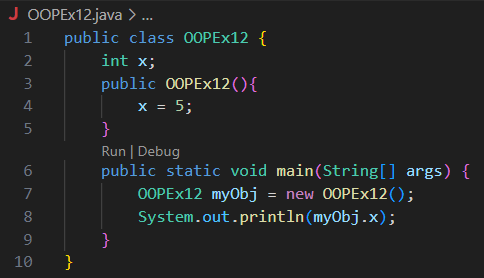 J OOPEx12.java > ...
1 public class OOPEx12 {
2     int x;
3     public OOPEx12(){
4         x = 5;
5     }
Run | Debug
6     public static void main(String[] args) {
7         OOPEx12 myObj = new OOPEx12();
8         System.out.println(myObj.x);
9     }
10 }